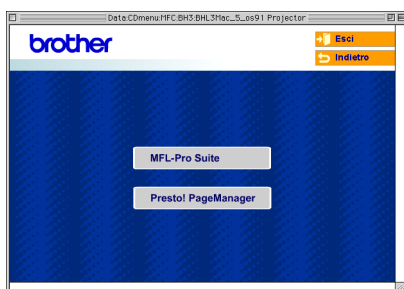 Data:CDmenu:MFC:BH3:BHL3Mac_5_os91 Projector
brother
Esci
Indietro
MFL-Pro Suite
Presto! PageManager